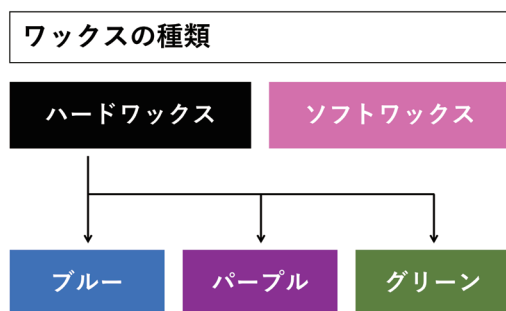 ワックスの種類
ハードワックス
ソフトワックス
ブルー
パープル
グリーン